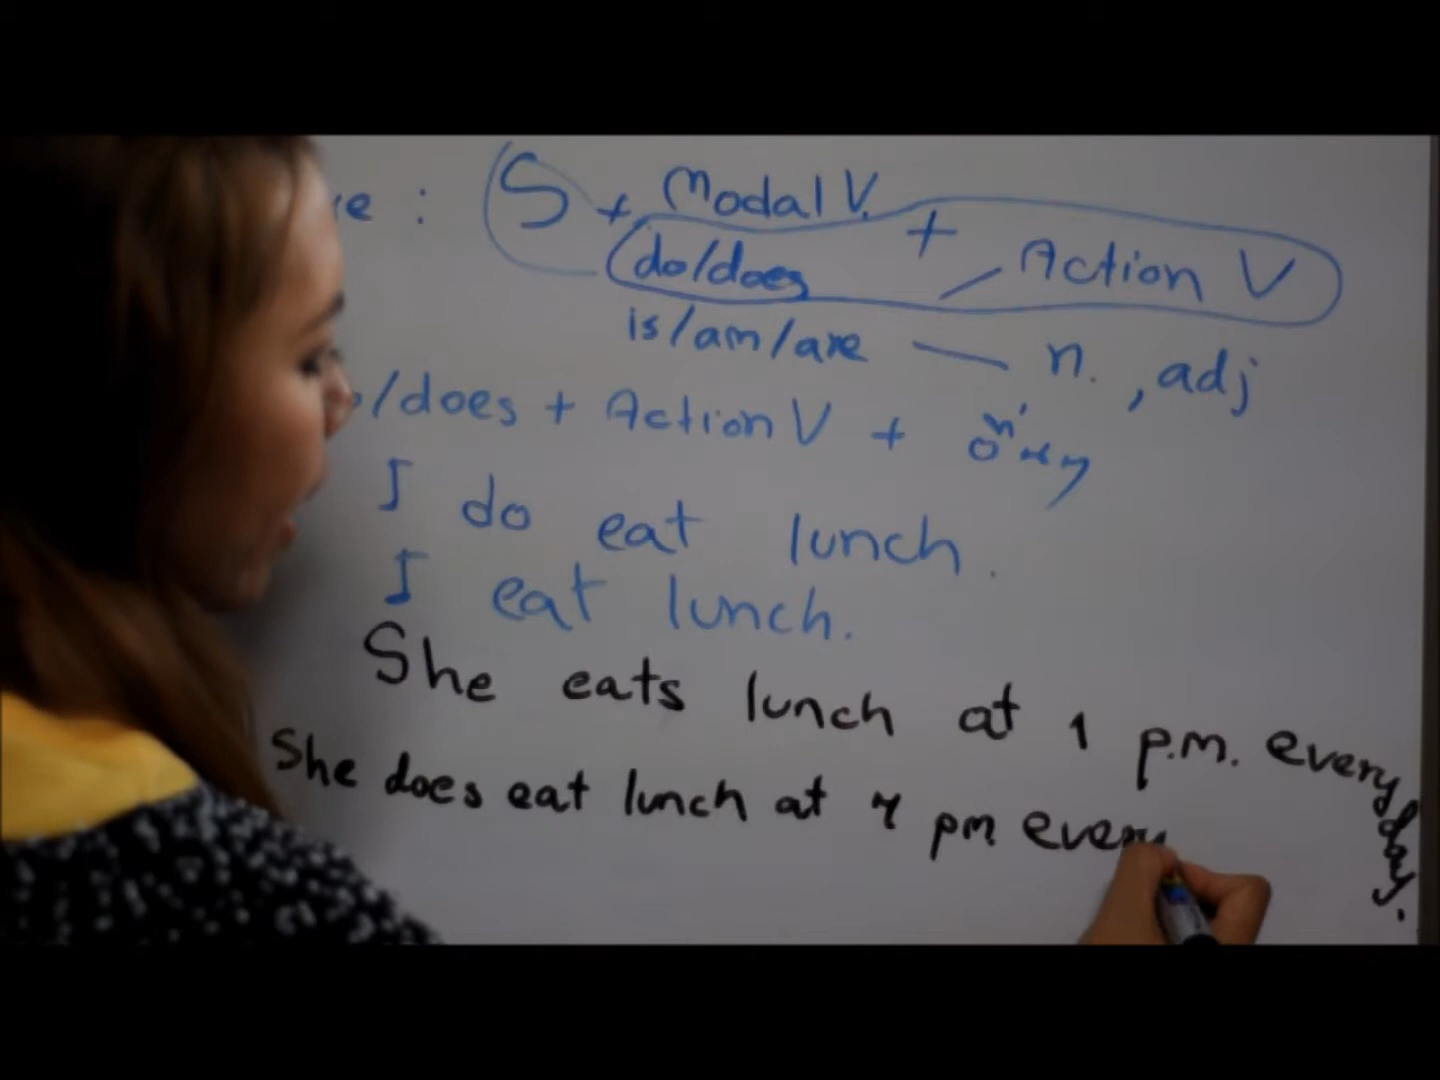 : S + Modal V. + Action V
do/does
is/am/are — n. , adj
/does + Action V +
I do eat lunch.
I eat lunch.
She eats lunch at 1 p.m. everyday.
She does eat lunch at pm every